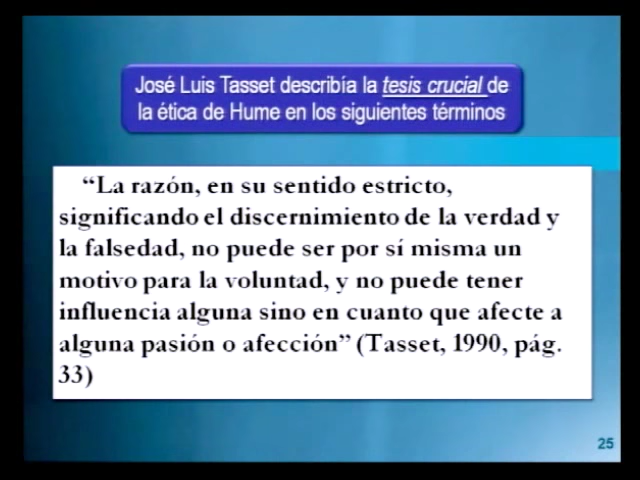 José Luis Tasset describía la tesis crucial de
la ética de Hume en los siguientes términos
“La razón, en su sentido estricto,
significando el discernimiento de la verdad y
la falsedad, no puede ser por sí misma un
motivo para la voluntad, y no puede tener
influencia alguna sino en cuanto que afecte a
alguna pasión o afección” (Tasset, 1990, pág.
33)
25